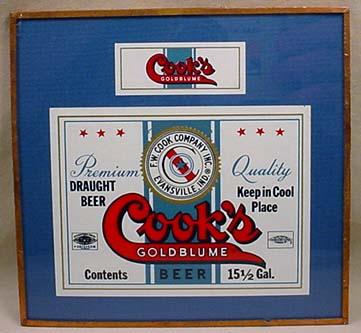 Cook's
GOLDBLUME
F.W. COOK COMPANY INC.
EVANSVILLE, IND.
Premium
Quality
DRAUGHT
BEER
Keep in Cool
Place
Cook's
GOLDBLUME
BEER
Contents
15½ Gal.